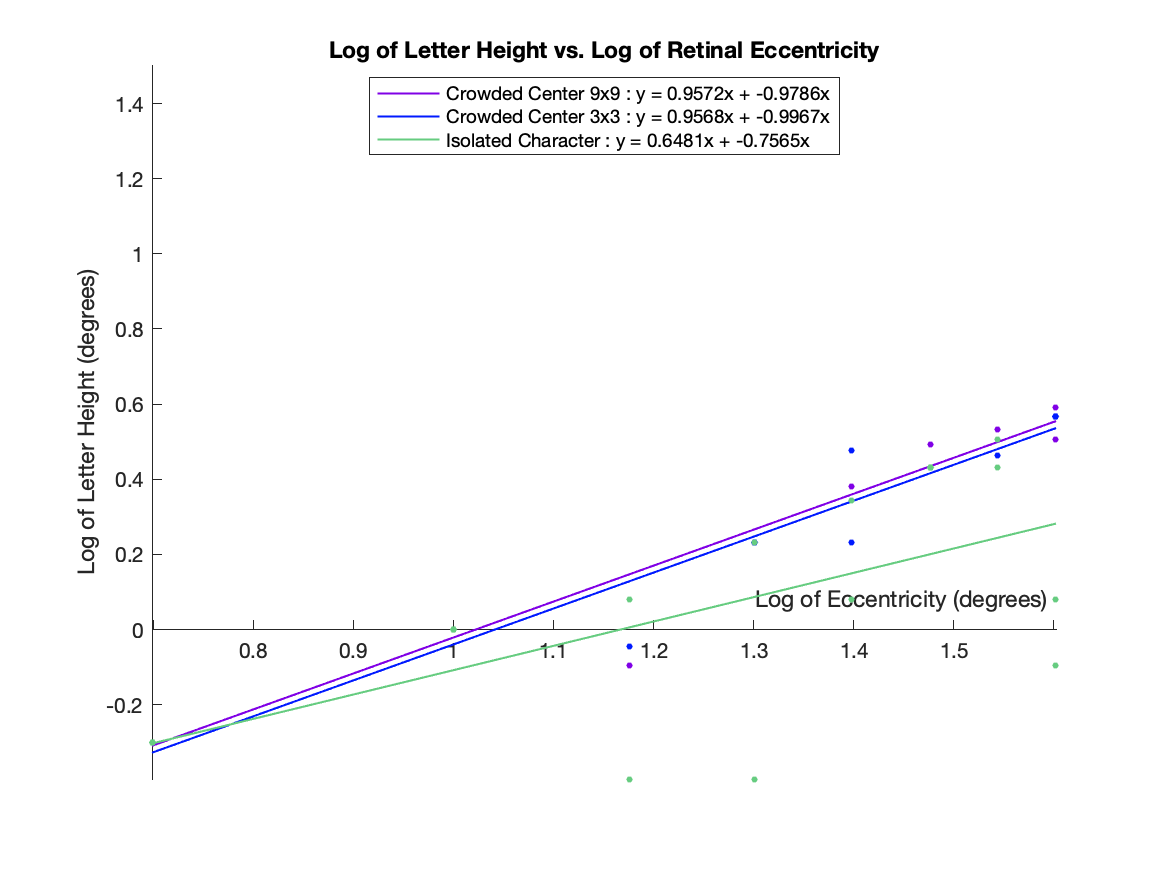 Log of Letter Height vs. Log of Retinal Eccentricity
Crowded Center 9x9 : y = 0.9572x + -0.9786x
Crowded Center 3x3 : y = 0.9568x + -0.9967x
Isolated Character : y = 0.6481x + -0.7565x
1.4
1.2
1
0.8
0.6
0.4
0.2
0
-0.2
Log of Letter Height (degrees)
Log of Eccentricity (degrees)
0.8 0.9 1 1.1 1.2 1.3 1.4 1.5